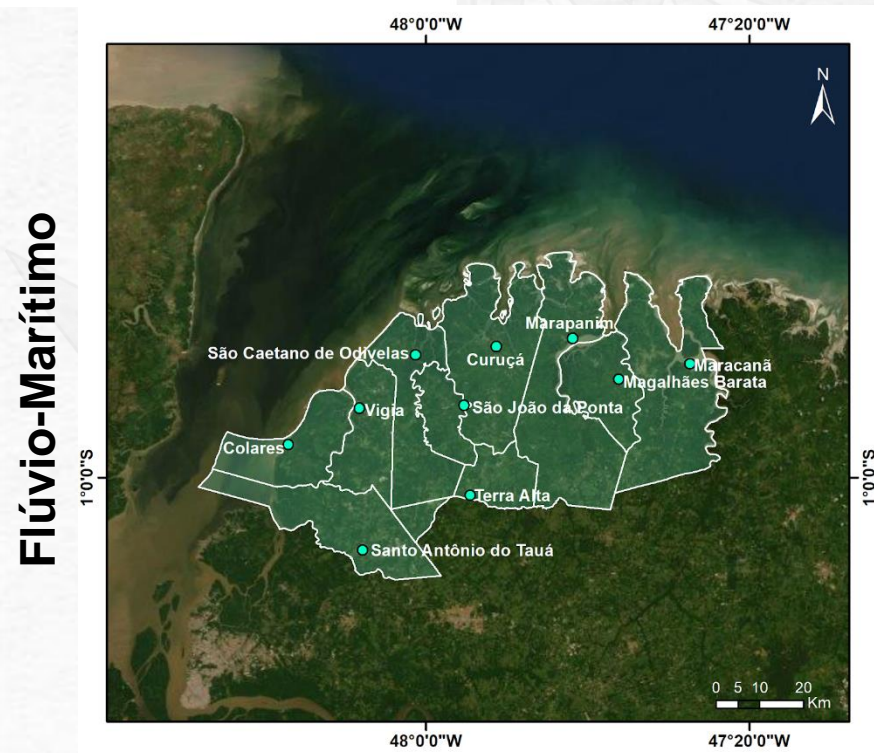 Flúvio-Marítimo
48°0'0"W
47°20'0"W
N
Marapanim
São Caetano de Odivelas
Curuçá
Maracanã
Magalhães Barata
Vigia
São João da Ponta
Colares
1°0'0"S
1°0'0"S
Terra Alta
Santo Antônio do Tauá
0 5 10 20
Km
48°0'0"W
47°20'0"W